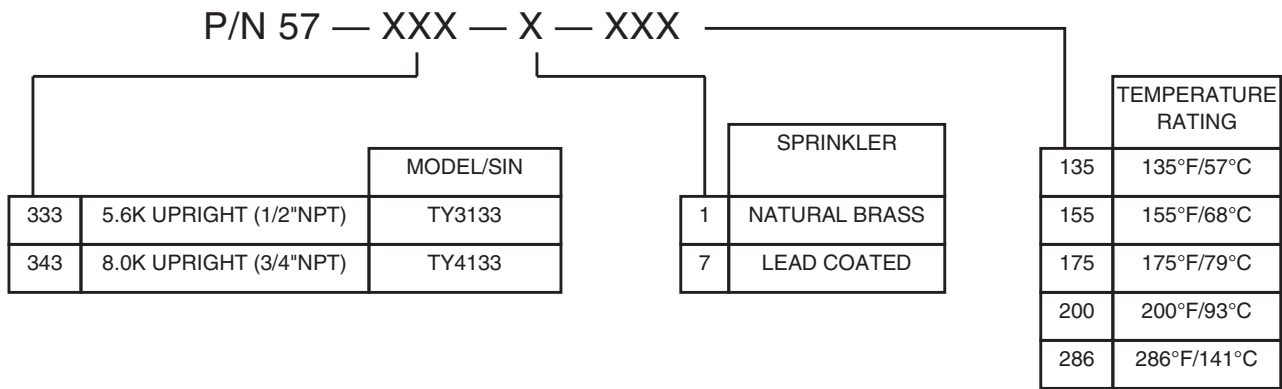 P/N 57 — XXX — X — XXX
MODEL/SIN
333 5.6K UPRIGHT (1/2"NPT) TY3133
343 8.0K UPRIGHT (3/4"NPT) TY4133
SPRINKLER
1 NATURAL BRASS
7 LEAD COATED
TEMPERATURE
RATING
135 135°F/57°C
155 155°F/68°C
175 175°F/79°C
200 200°F/93°C
286 286°F/141°C